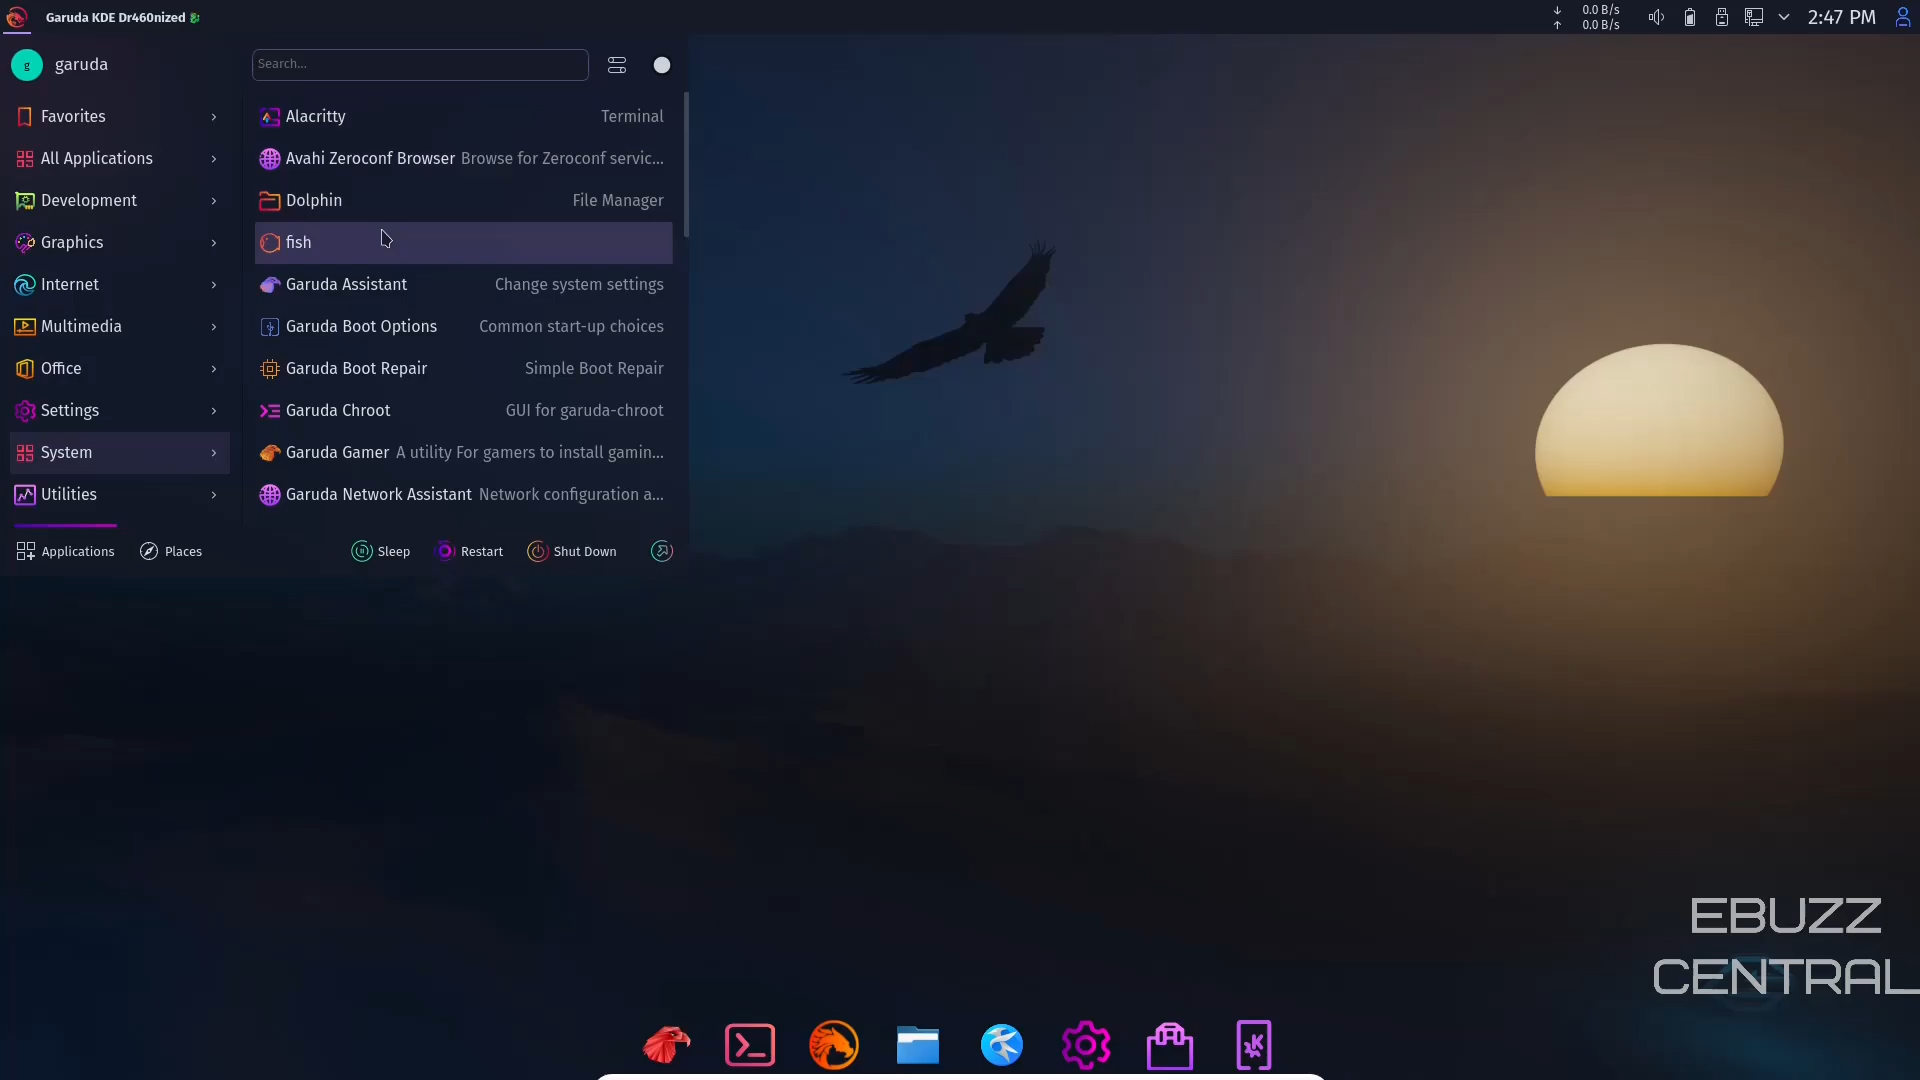 Garuda KDE Dr460nized
0.0 B/s
0.0 B/s
2:47 PM
g garuda
Search...
Favorites
All Applications
Development
Graphics
Internet
Multimedia
Office
Settings
System
Utilities
Alacritty Terminal
Avahi Zeroconf Browser Browse for Zeroconf servic...
Dolphin File Manager
fish
Garuda Assistant Change system settings
Garuda Boot Options Common start-up choices
Garuda Boot Repair Simple Boot Repair
Garuda Chroot GUI for garuda-chroot
Garuda Gamer A utility For gamers to install gamin...
Garuda Network Assistant Network configuration a...
Applications Places Sleep Restart Shut Down
EBUZZ
CENTRAL
K